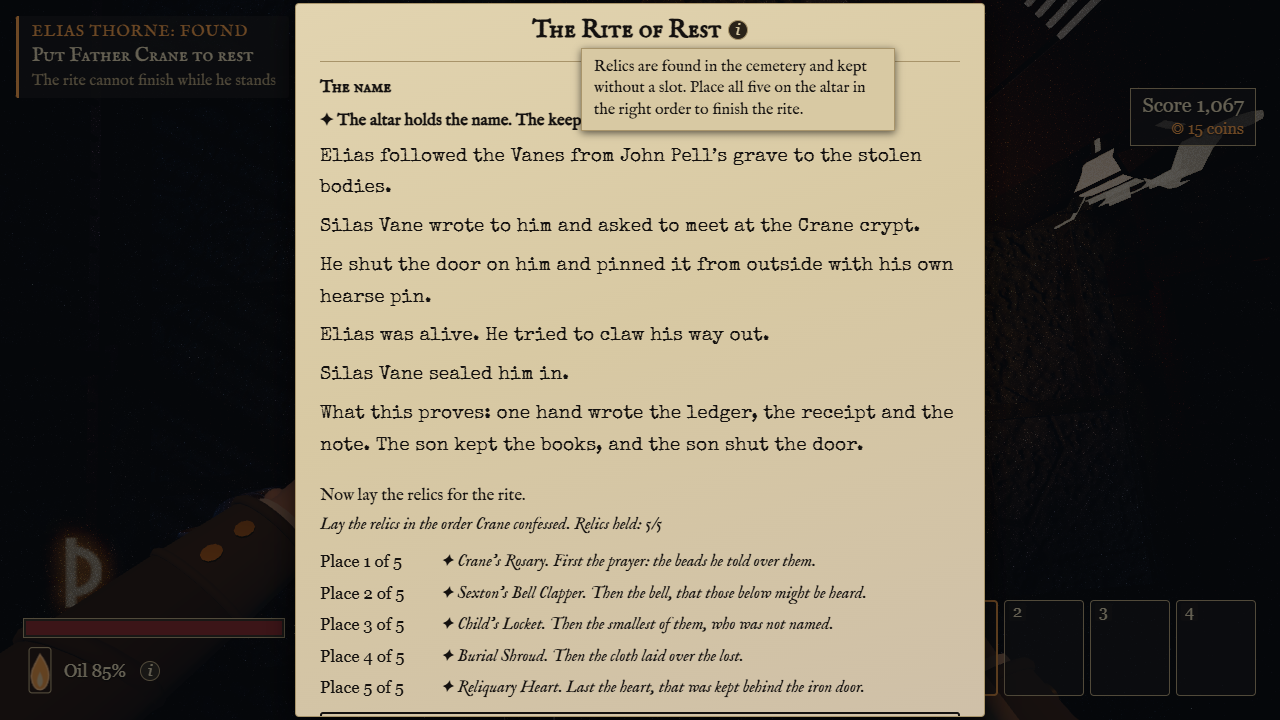 ELIAS THORNE: FOUND
Put Father Crane to rest
The rite cannot finish while he stands
The Rite of Rest i
Relics are found in the cemetery and kept
without a slot. Place all five on the altar in
the right order to finish the rite.
The name
✦ The altar holds the name. The keep
Elias followed the Vanes from John Pell's grave to the stolen
bodies.
Silas Vane wrote to him and asked to meet at the Crane crypt.
He shut the door on him and pinned it from outside with his own
hearse pin.
Elias was alive. He tried to claw his way out.
Silas Vane sealed him in.
What this proves: one hand wrote the ledger, the receipt and the
note. The son kept the books, and the son shut the door.
Now lay the relics for the rite.
Lay the relics in the order Crane confessed. Relics held: 5/5
Place 1 of 5 ✦ Crane's Rosary. First the prayer: the beads he told over them.
Place 2 of 5 ✦ Sexton's Bell Clapper. Then the bell, that those below might be heard.
Place 3 of 5 ✦ Child's Locket. Then the smallest of them, who was not named.
Place 4 of 5 ✦ Burial Shroud. Then the cloth laid over the lost.
Place 5 of 5 ✦ Reliquary Heart. Last the heart, that was kept behind the iron door.
Score 1,067
15 coins
Þ
Oil 85% i
2 3 4